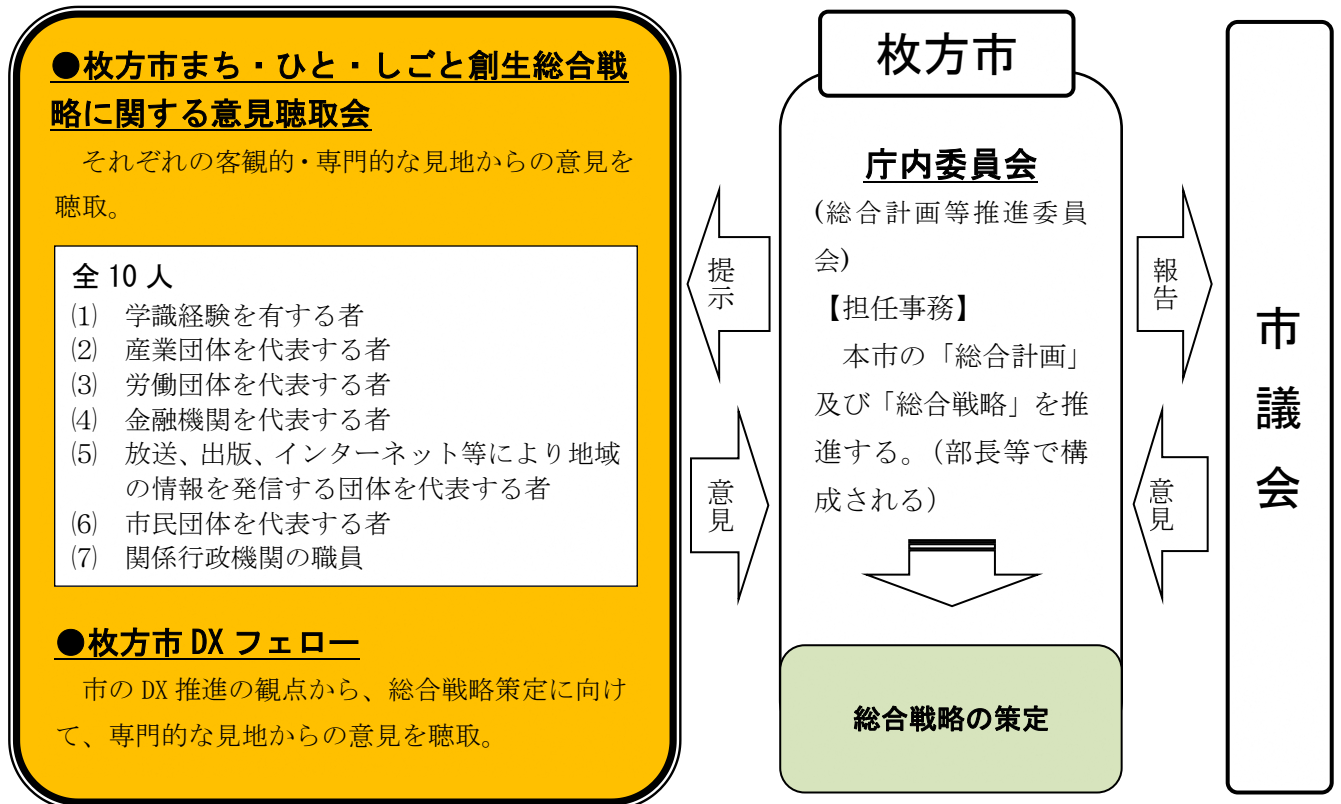 ●枚方市まち・ひと・しごと創生総合戦
略に関する意見聴取会
それぞれの客観的・専門的な見地からの意見を
聴取。
全 10 人
⑴ 学識経験を有する者
⑵ 産業団体を代表する者
⑶ 労働団体を代表する者
⑷ 金融機関を代表する者
⑸ 放送、出版、インターネット等により地域
の情報を発信する団体を代表する者
⑹ 市民団体を代表する者
⑺ 関係行政機関の職員
●枚方市 DX フェロー
市の DX 推進の観点から、総合戦略策定に向け
て、専門的な見地からの意見を聴取。
提示
意見
枚方市
庁内委員会
(総合計画等推進委員
会)
【担任事務】
本市の「総合計画」
及び「総合戦略」を推
進する。（部長等で構
成される）
総合戦略の策定
報告
意見
市議会